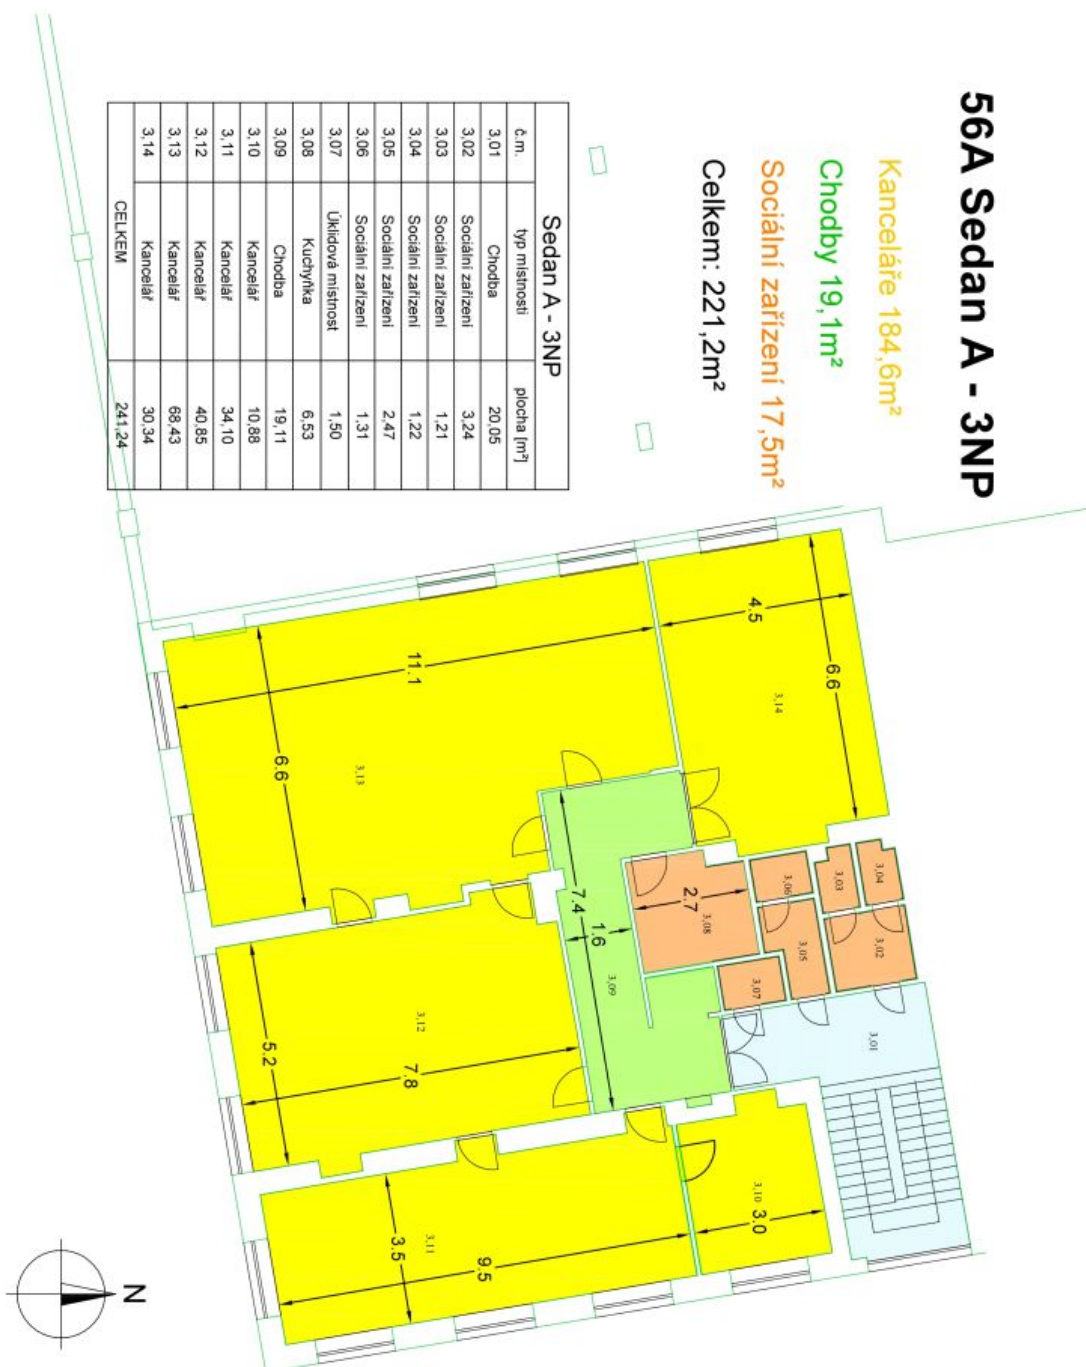 56A Sedan A - 3NP
Kanceláře 184,6m²
Chodby 19,1m²
Sociální zařízení 17,5m²
Celkem: 221,2m²
Sedan A - 3NP
č.m. typ místnosti plocha [m²]
3,01 Chodba 20,05
3,02 Sociální zařízení 3,24
3,03 Sociální zařízení 1,21
3,04 Sociální zařízení 1,22
3,05 Sociální zařízení 2,47
3,06 Sociální zařízení 1,31
3,07 Úklidová místnost 1,50
3,08 Kuchyňka 6,53
3,09 Chodba 19,11
3,10 Kancelář 10,88
3,11 Kancelář 34,10
3,12 Kancelář 40,85
3,13 Kancelář 68,43
3,14 Kancelář 30,34
CELKEM 241,24
4.5
6.6
3,14
11.1
6.6
3,13
3,04
3,03
3,06
3,02
3,05
2.7
3,08
3,07
7.4
1.6
3,09
3,01
3,12
5.2
7.8
3,10
3.0
3,11
3.5
9.5
N